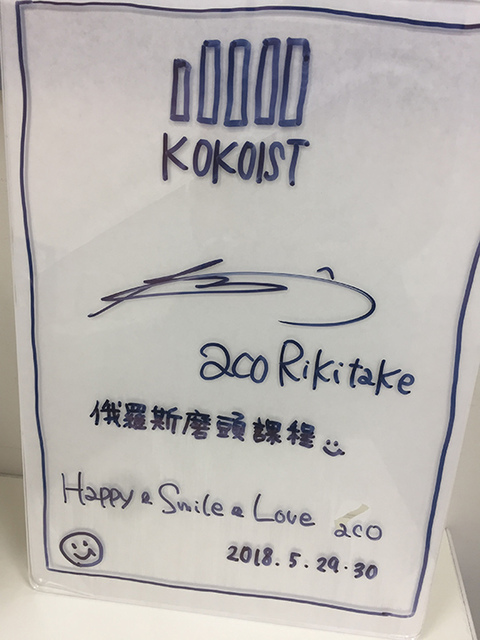 KOKOIST
aco Rikitake
俄羅斯磨頭課程
Happy & Smile & Love aco
2018.5.29.30